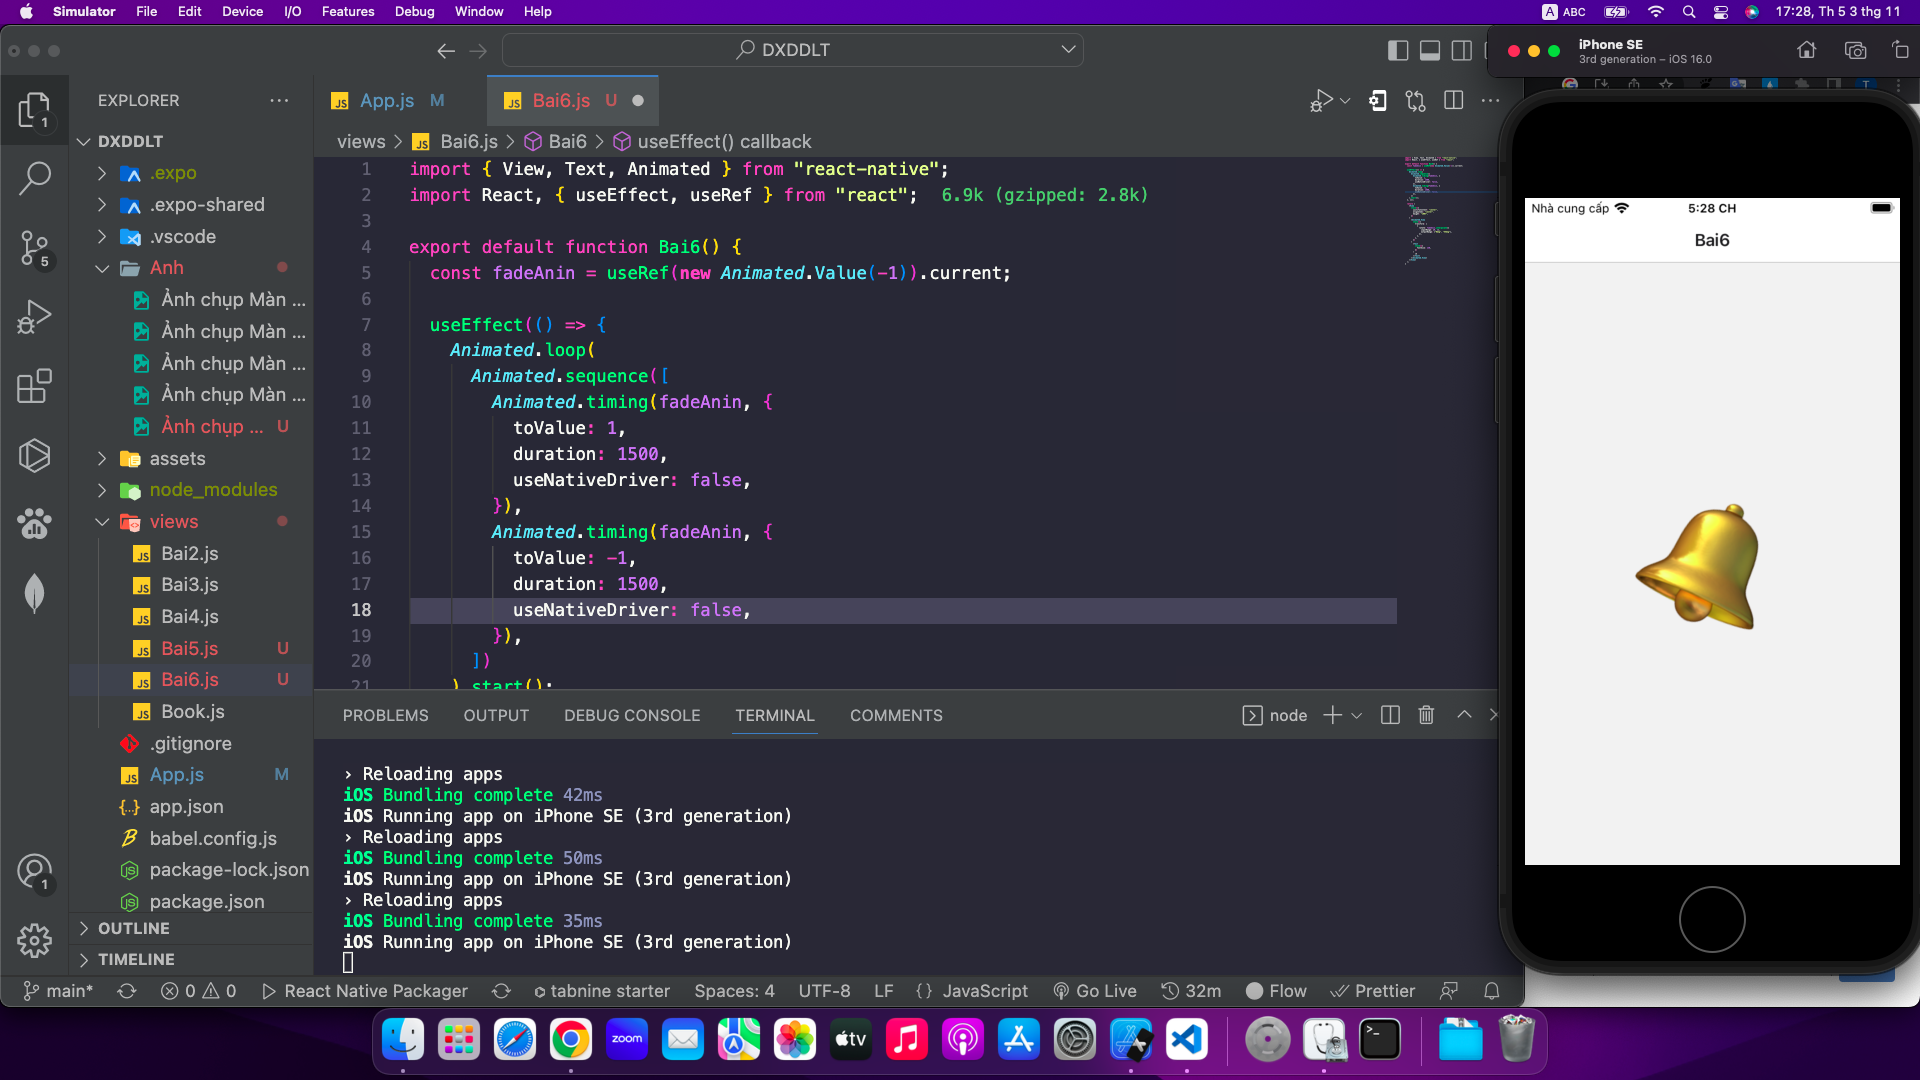 Simulator File Edit Device I/O Features Debug Window Help
A ABC 17:28, Th 5 3 thg 11
DXDDLT
iPhone SE
3rd generation – iOS 16.0
EXPLORER
App.js M
Bai6.js U
views > Bai6.js > Bai6 > useEffect() callback
DXDDLT
.expo
.expo-shared
.vscode
Anh
Ảnh chụp Màn ...
Ảnh chụp Màn ...
Ảnh chụp Màn ...
Ảnh chụp Màn ...
Ảnh chụp ... U
assets
node_modules
views
Bai2.js
Bai3.js
Bai4.js
Bai5.js U
Bai6.js U
Book.js
.gitignore
App.js M
app.json
babel.config.js
package-lock.json
package.json
OUTLINE
TIMELINE
1
5
1
1 import { View, Text, Animated } from "react-native";
2 import React, { useEffect, useRef } from "react"; 6.9k (gzipped: 2.8k)
3
4 export default function Bai6() {
5 const fadeAnin = useRef(new Animated.Value(-1)).current;
6
7 useEffect(() => {
8 Animated.loop(
9 Animated.sequence([
10 Animated.timing(fadeAnin, {
11 toValue: 1,
12 duration: 1500,
13 useNativeDriver: false,
14 }),
15 Animated.timing(fadeAnin, {
16 toValue: -1,
17 duration: 1500,
18 useNativeDriver: false,
19 }),
20 ])
21 ).start();
PROBLEMS OUTPUT DEBUG CONSOLE TERMINAL COMMENTS
node
› Reloading apps
iOS Bundling complete 42ms
iOS Running app on iPhone SE (3rd generation)
› Reloading apps
iOS Bundling complete 50ms
iOS Running app on iPhone SE (3rd generation)
› Reloading apps
iOS Bundling complete 35ms
iOS Running app on iPhone SE (3rd generation)
main* 0 0 React Native Packager tabnine starter Spaces: 4 UTF-8 LF {} JavaScript Go Live 32m Flow Prettier
Nhà cung cấp 5:28 CH
Bai6
zoom
tv